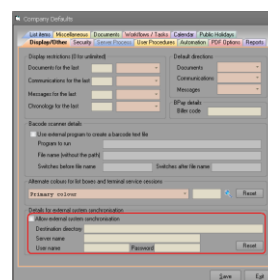 Company Defaults
List items Miscellaneous Documents Workflows / Tasks Calendar Public Holidays
Display/Other Security Server Process User Procedures Automation PDF Options Reports
Display restrictions (0 for unlimited)
Default directions
Documents for the last
Documents
Communications for the last
Communications
Messages for the last
Messages
Chronology for the last
BPay details
Biller code
Barcode scanner details
Use external program to create a barcode text file
Program to run
File name (without the path)
Switches before file name
Switches after file name
Alternate colours for list boxes and terminal service sessions
Primary colour
Reset
Details for external system synchronisation
Allow external system synchronisation
Destination directory
Server name
User name
Password
Reset
Save
Exit